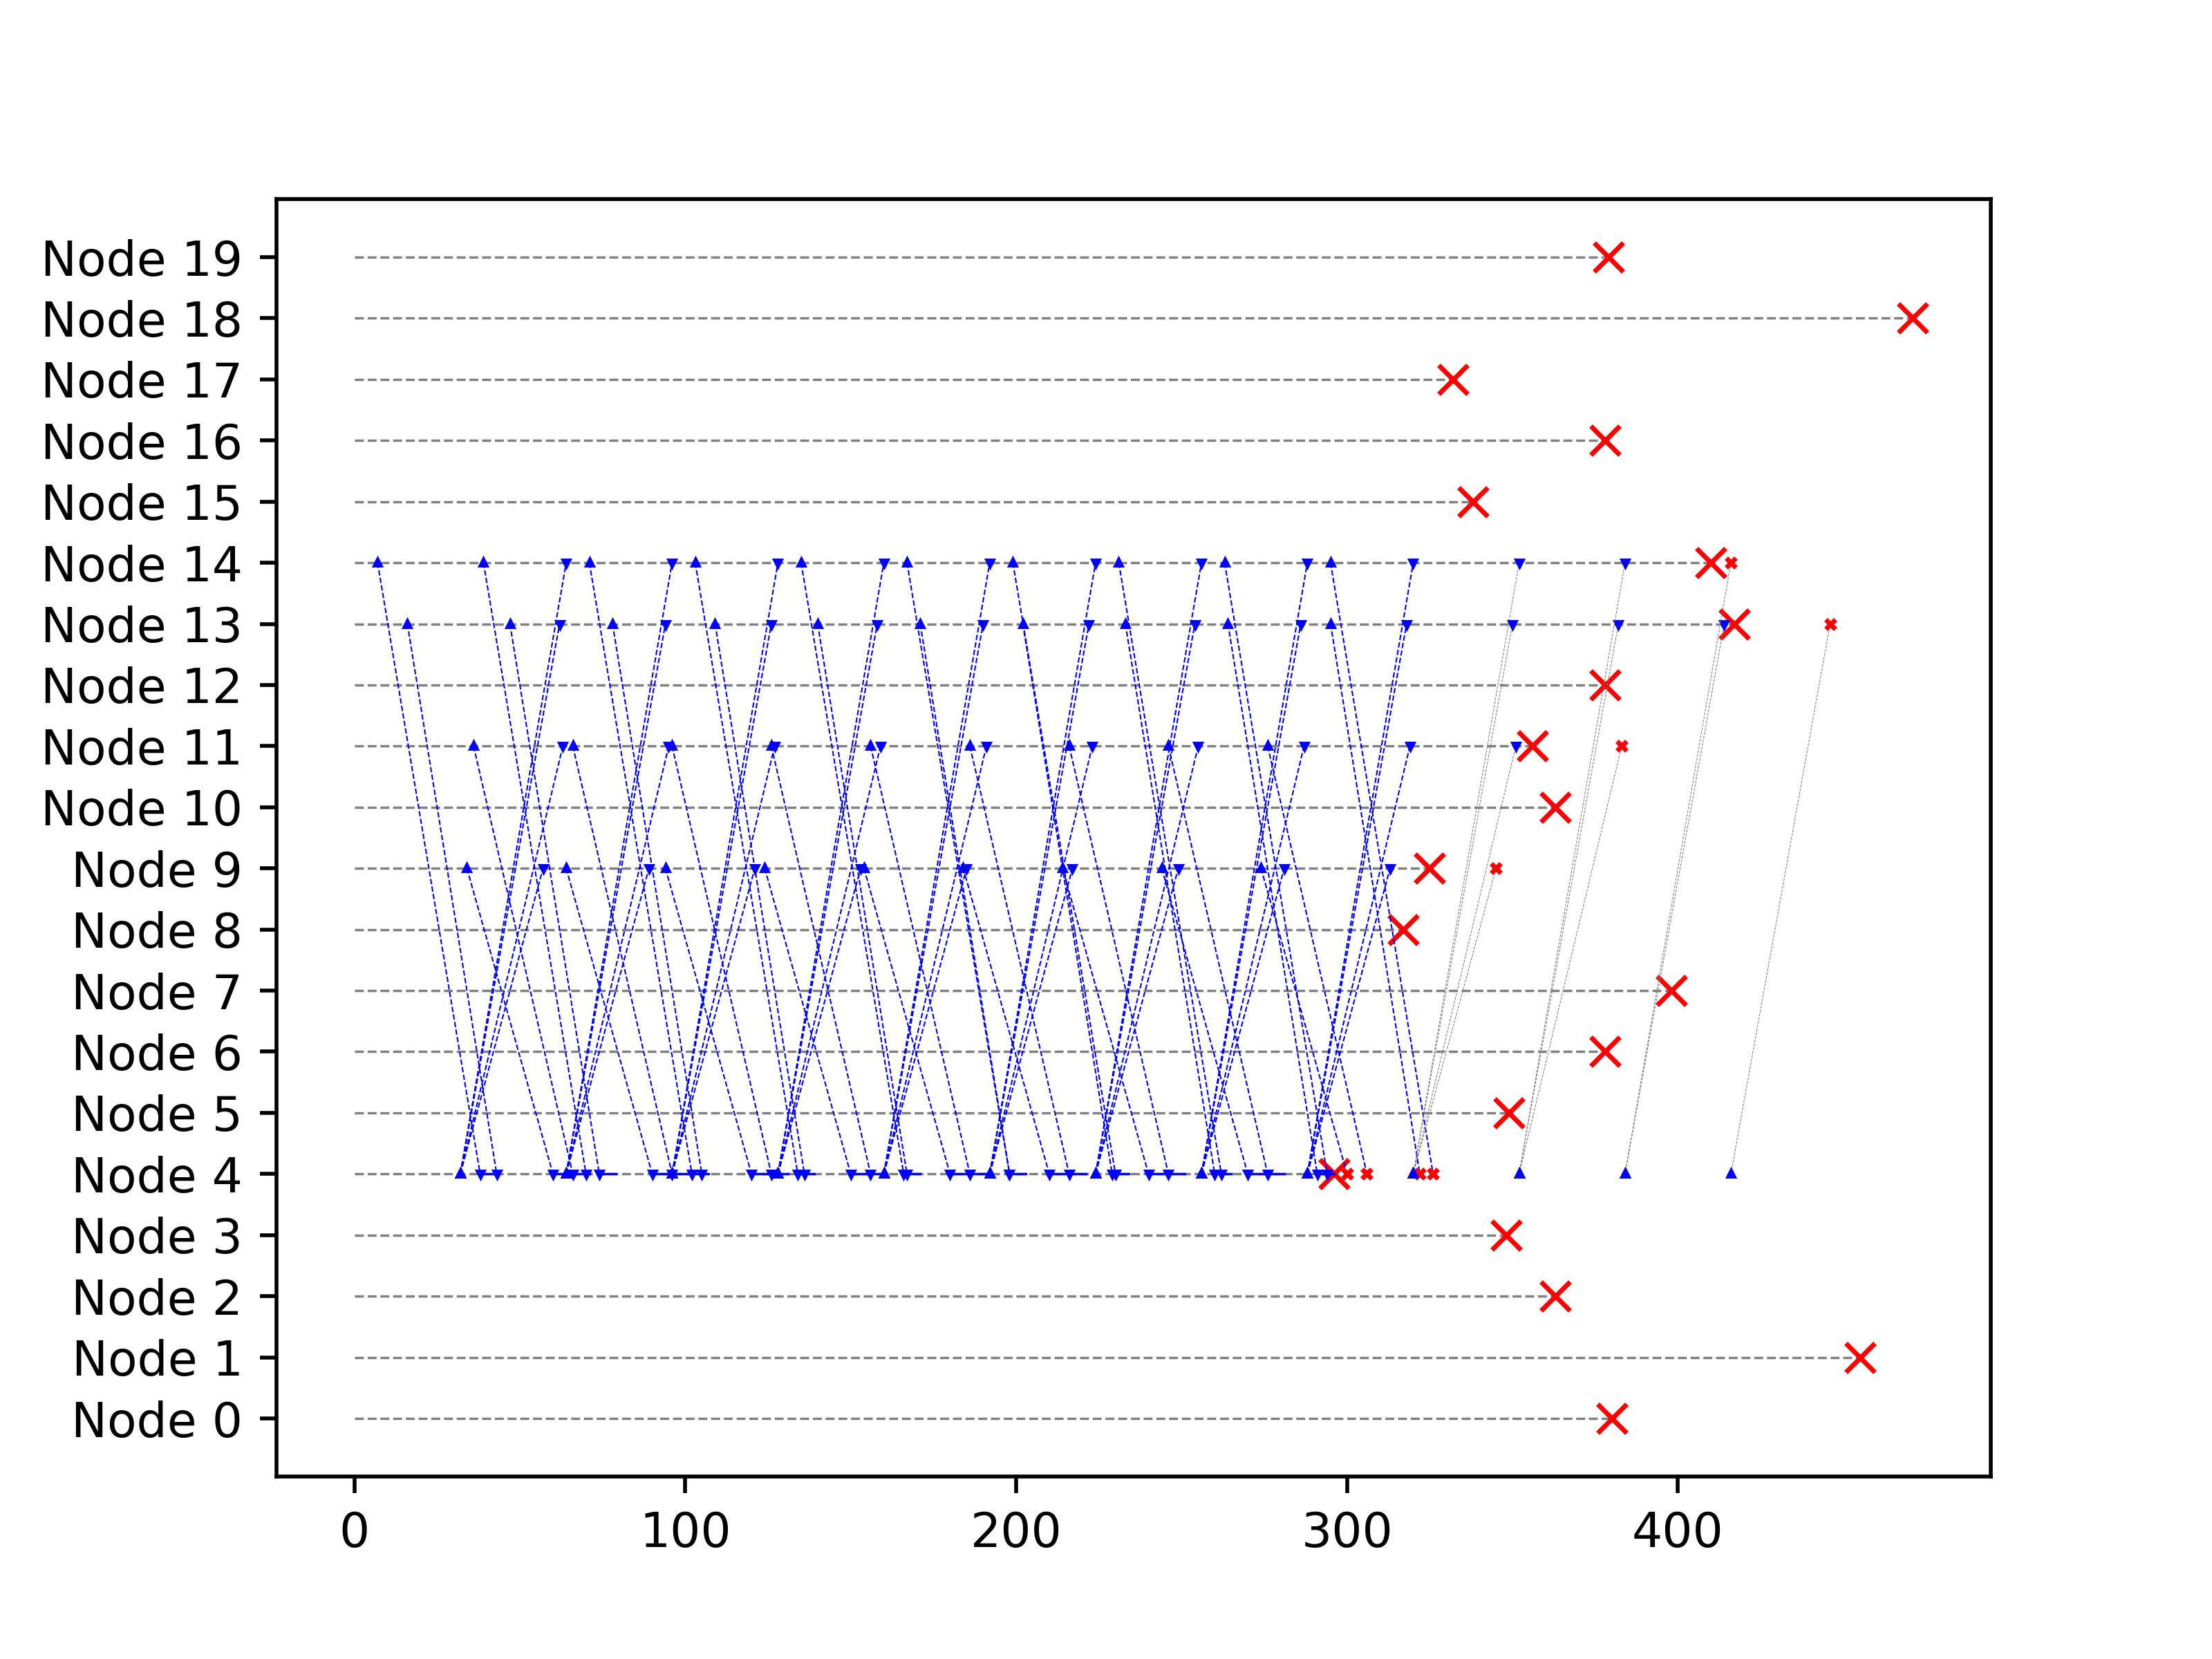 Node 19
Node 18
Node 17
Node 16
Node 15
Node 14
Node 13
Node 12
Node 11
Node 10
Node 9
Node 8
Node 7
Node 6
Node 5
Node 4
Node 3
Node 2
Node 1
Node 0
0 100 200 300 400